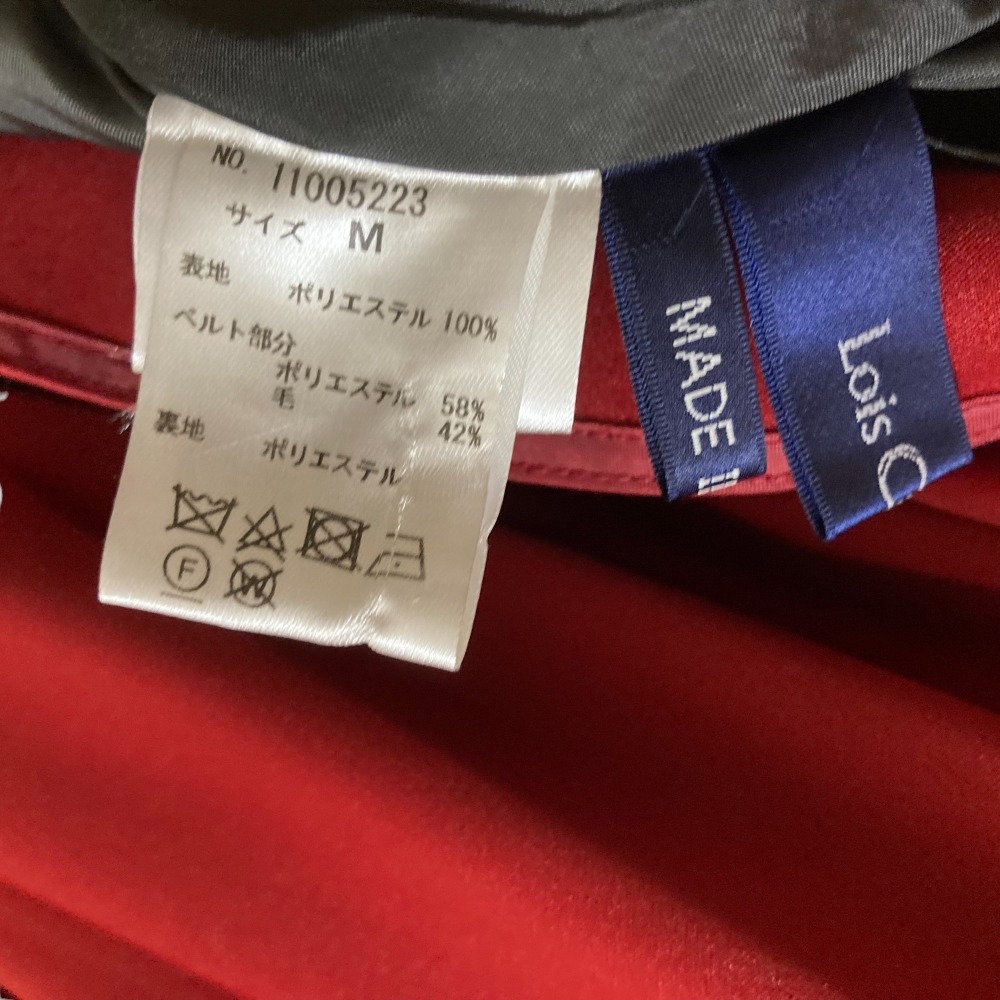 NO. 11005223
サイズ M
表地
ポリエステル 100%
ベルト部分
ポリエステル 58%
毛 42%
裏地
ポリエステル
F
W
MADE
Lois